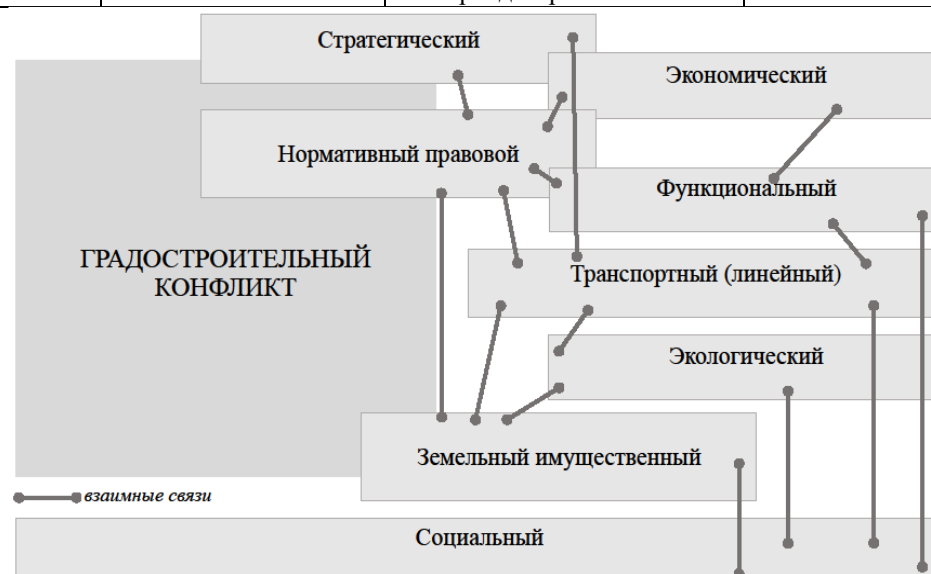 Стратегический
Экономический
Нормативный правовой
Функциональный
ГРАДОСТРОИТЕЛЬНЫЙ
КОНФЛИКТ
Транспортный (линейный)
Экологический
Земельный имущественный
взаимные связи
Социальный